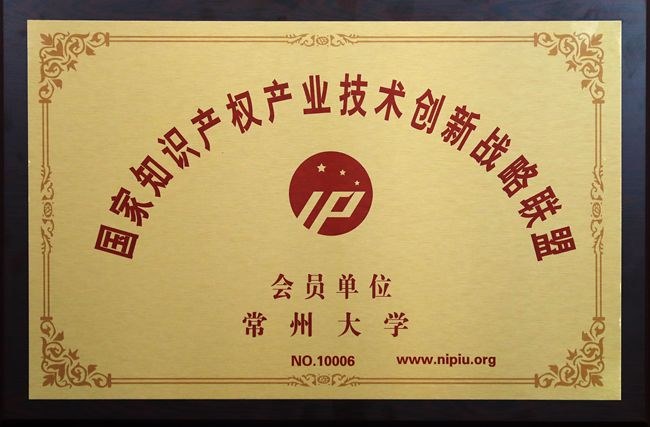 国家知识产权产业技术创新战略联盟
IP
会员单位
常州大学
NO.10006 www.nipiu.org